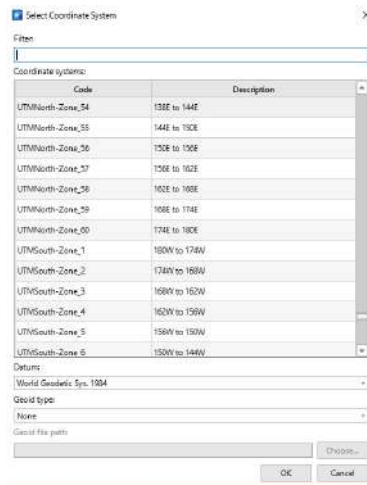 Select Coordinate System
Filter:
Coordinate systems:
Code Description
UTMNorth-Zone_54 138E to 144E
UTMNorth-Zone_55 144E to 150E
UTMNorth-Zone_56 150E to 156E
UTMNorth-Zone_57 156E to 162E
UTMNorth-Zone_58 162E to 168E
UTMNorth-Zone_59 168E to 174E
UTMNorth-Zone_60 174E to 180E
UTMSouth-Zone_1 180W to 174W
UTMSouth-Zone_2 174W to 168W
UTMSouth-Zone_3 168W to 162W
UTMSouth-Zone_4 162W to 156W
UTMSouth-Zone_5 156W to 150W
UTMSouth-Zone_6 150W to 144W
Datum:
World Geodetic Sys. 1984
Geoid type:
None
Geoid file path:
Choose...
OK Cancel